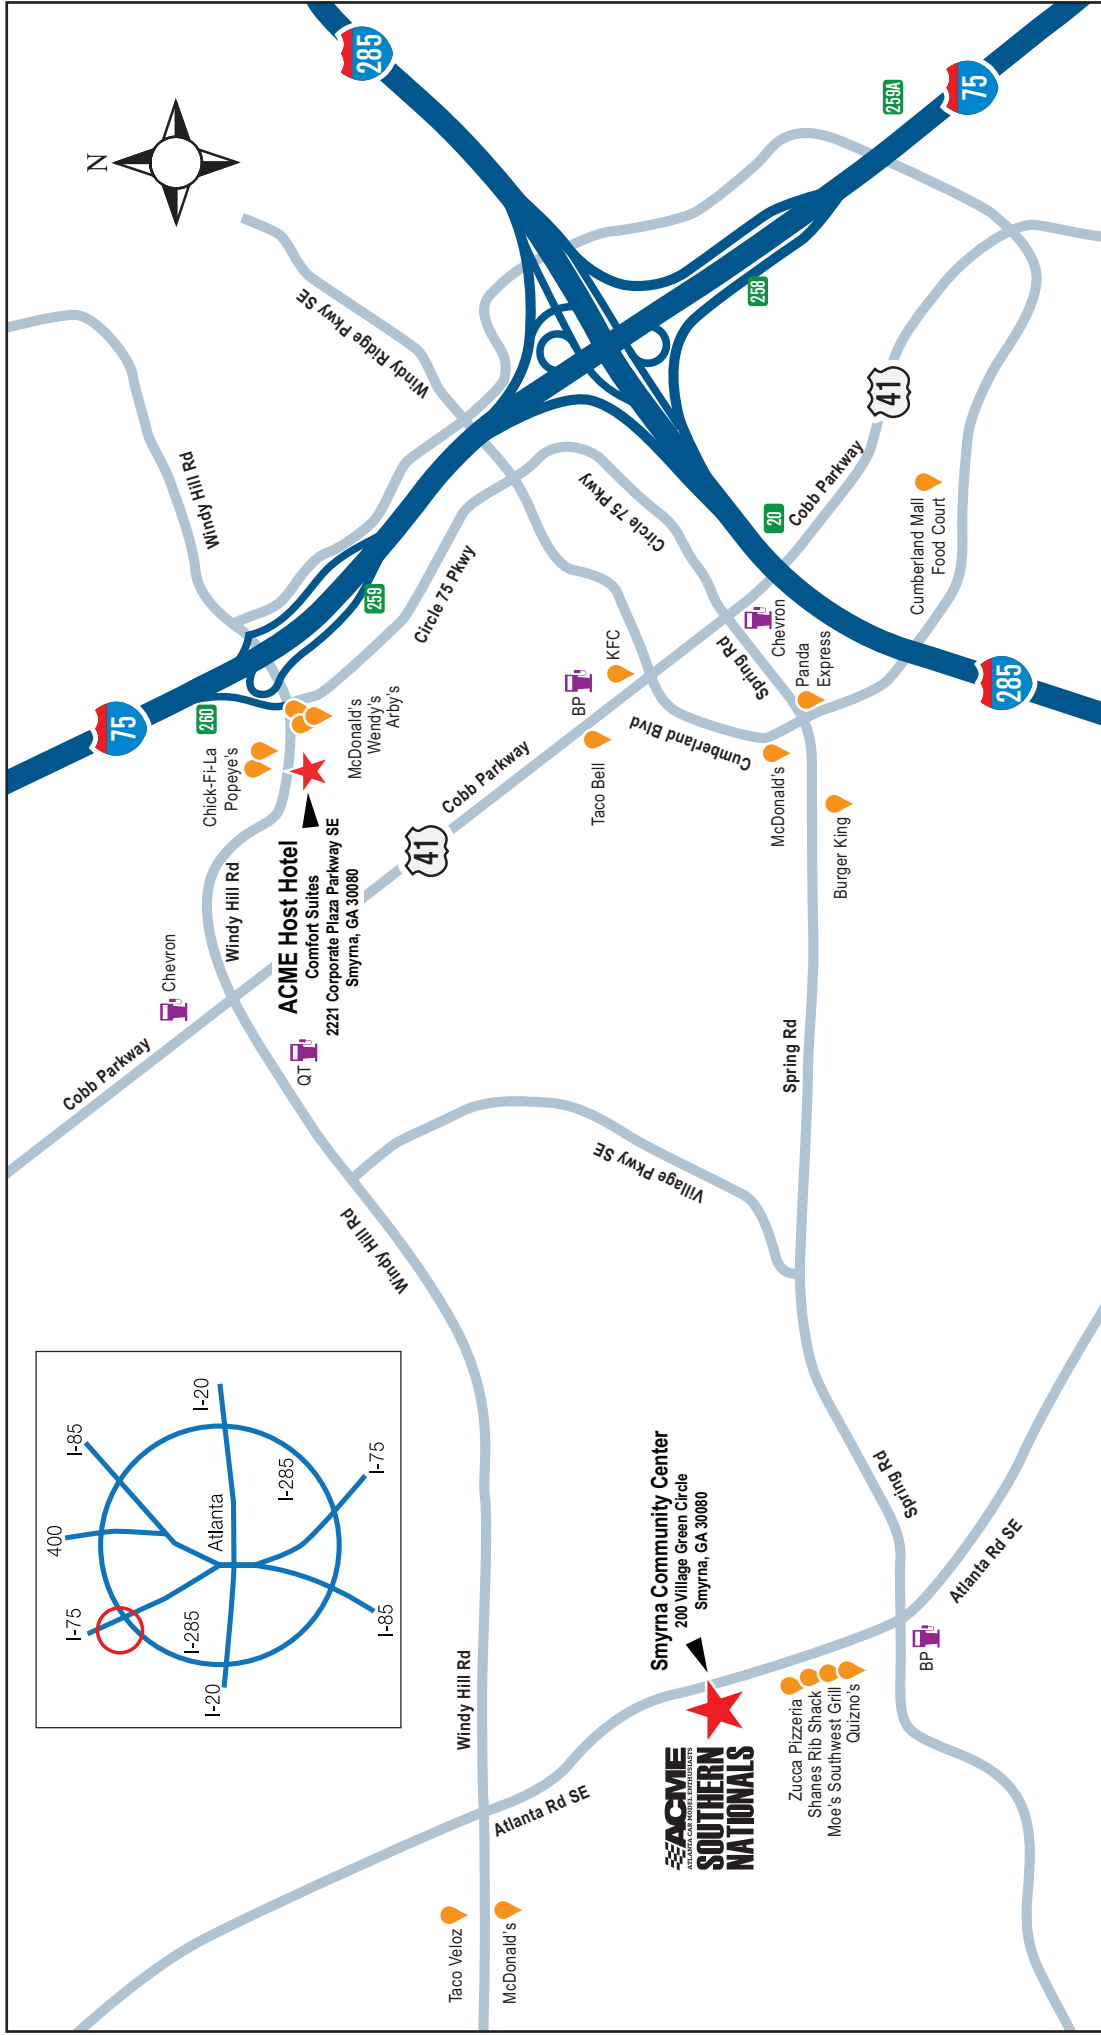 I-75
400
I-85
I-20
I-285
Atlanta
I-285
I-20
I-85
I-75
N
285
75
259A
258
75
260
259
20
285
41
41
Cobb Parkway
Chevron
Windy Hill Rd
Windy Hill Rd
Windy Ridge Pkwy SE
Chick-Fi-La
Popeye's
McDonald's
Wendy's
Arby's
ACME Host Hotel
Comfort Suites
2221 Corporate Plaza Parkway SE
Smyrna, GA 30080
QT
Windy Hill Rd
Windy Hill Rd
Circle 75 Pkwy
Circle 75 Pkwy
Cobb Parkway
Taco Veloz
McDonald's
Atlanta Rd SE
BP
KFC
Taco Bell
Cumberland Blvd
Spring Rd
Chevron
Cobb Parkway
Village Pkwy SE
McDonald's
Panda
Express
Burger King
Cumberland Mall
Food Court
Smyrna Community Center
200 Village Green Circle
Smyrna, GA 30080
ACME
ATLANTA CAR MODEL ENTHUSIASTS
SOUTHERN
NATIONALS
Spring Rd
Spring Rd
Zucca Pizzeria
Shanes Rib Shack
Moe's Southwest Grill
Quizno's
BP
Atlanta Rd SE